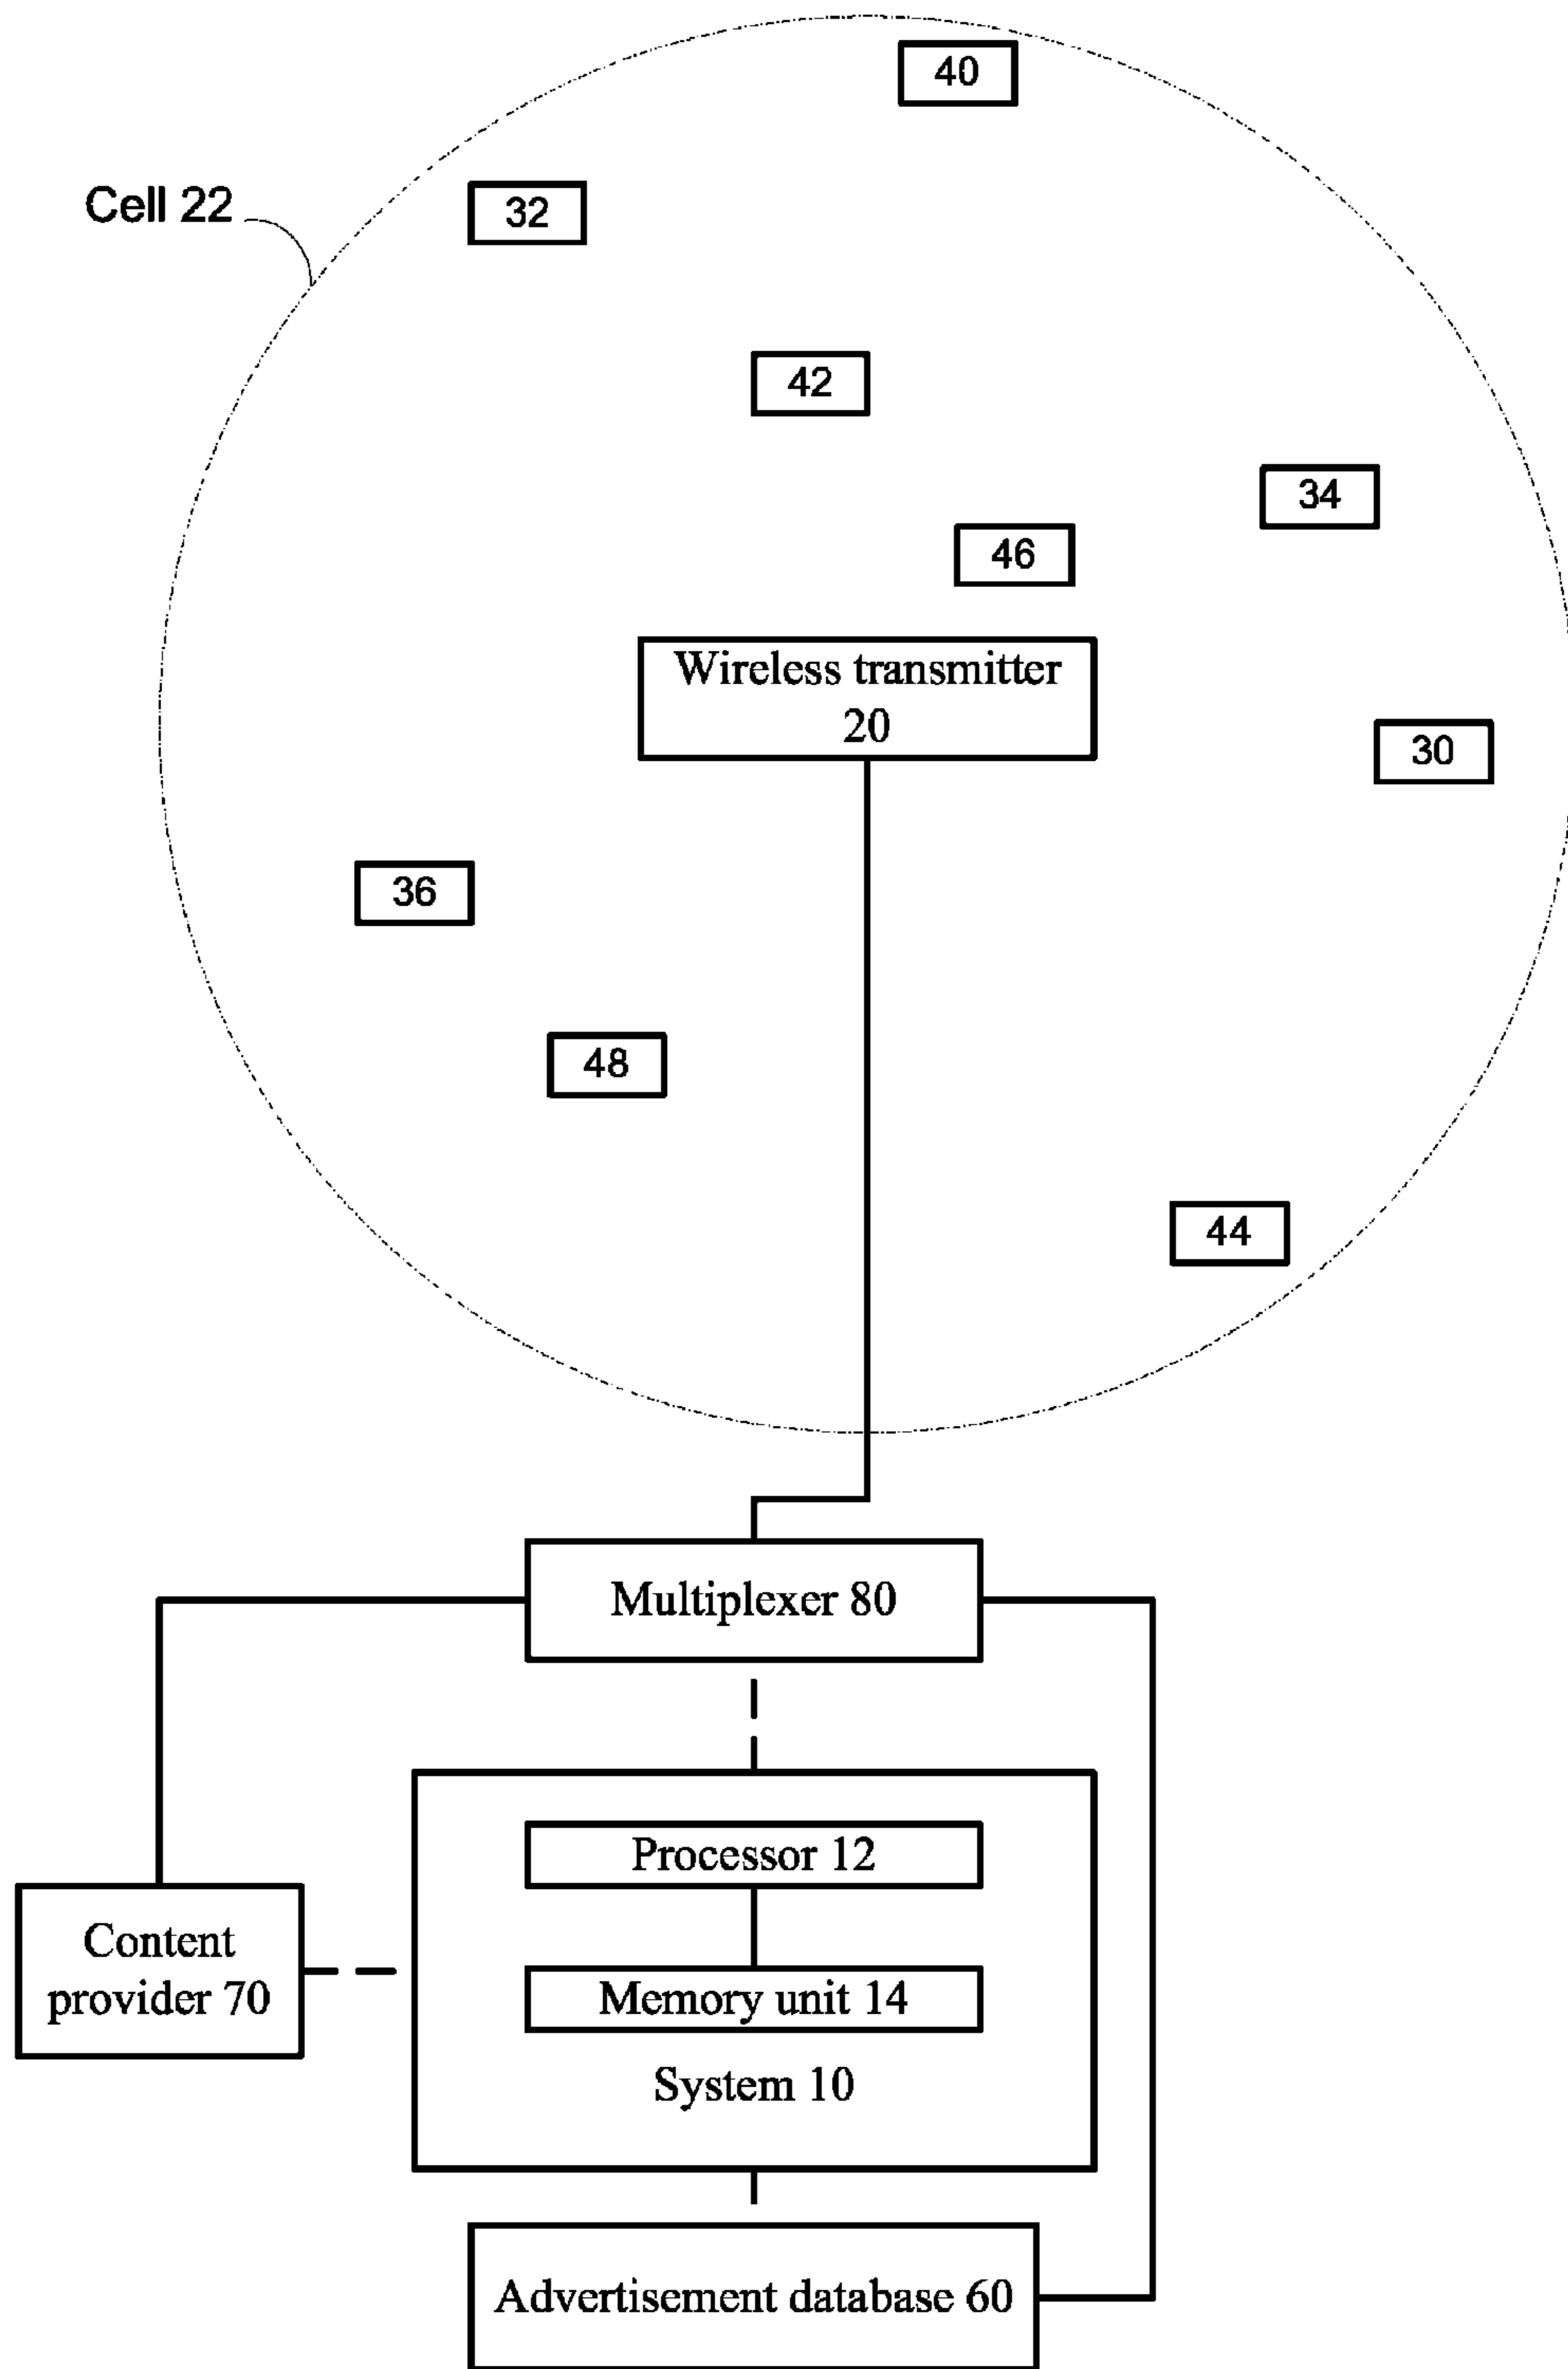 40
Cell 22
32
42
34
46
Wireless transmitter
20
30
36
48
44
Multiplexer 80
Processor 12
Content
provider 70
Memory unit 14
System 10
Advertisement database 60